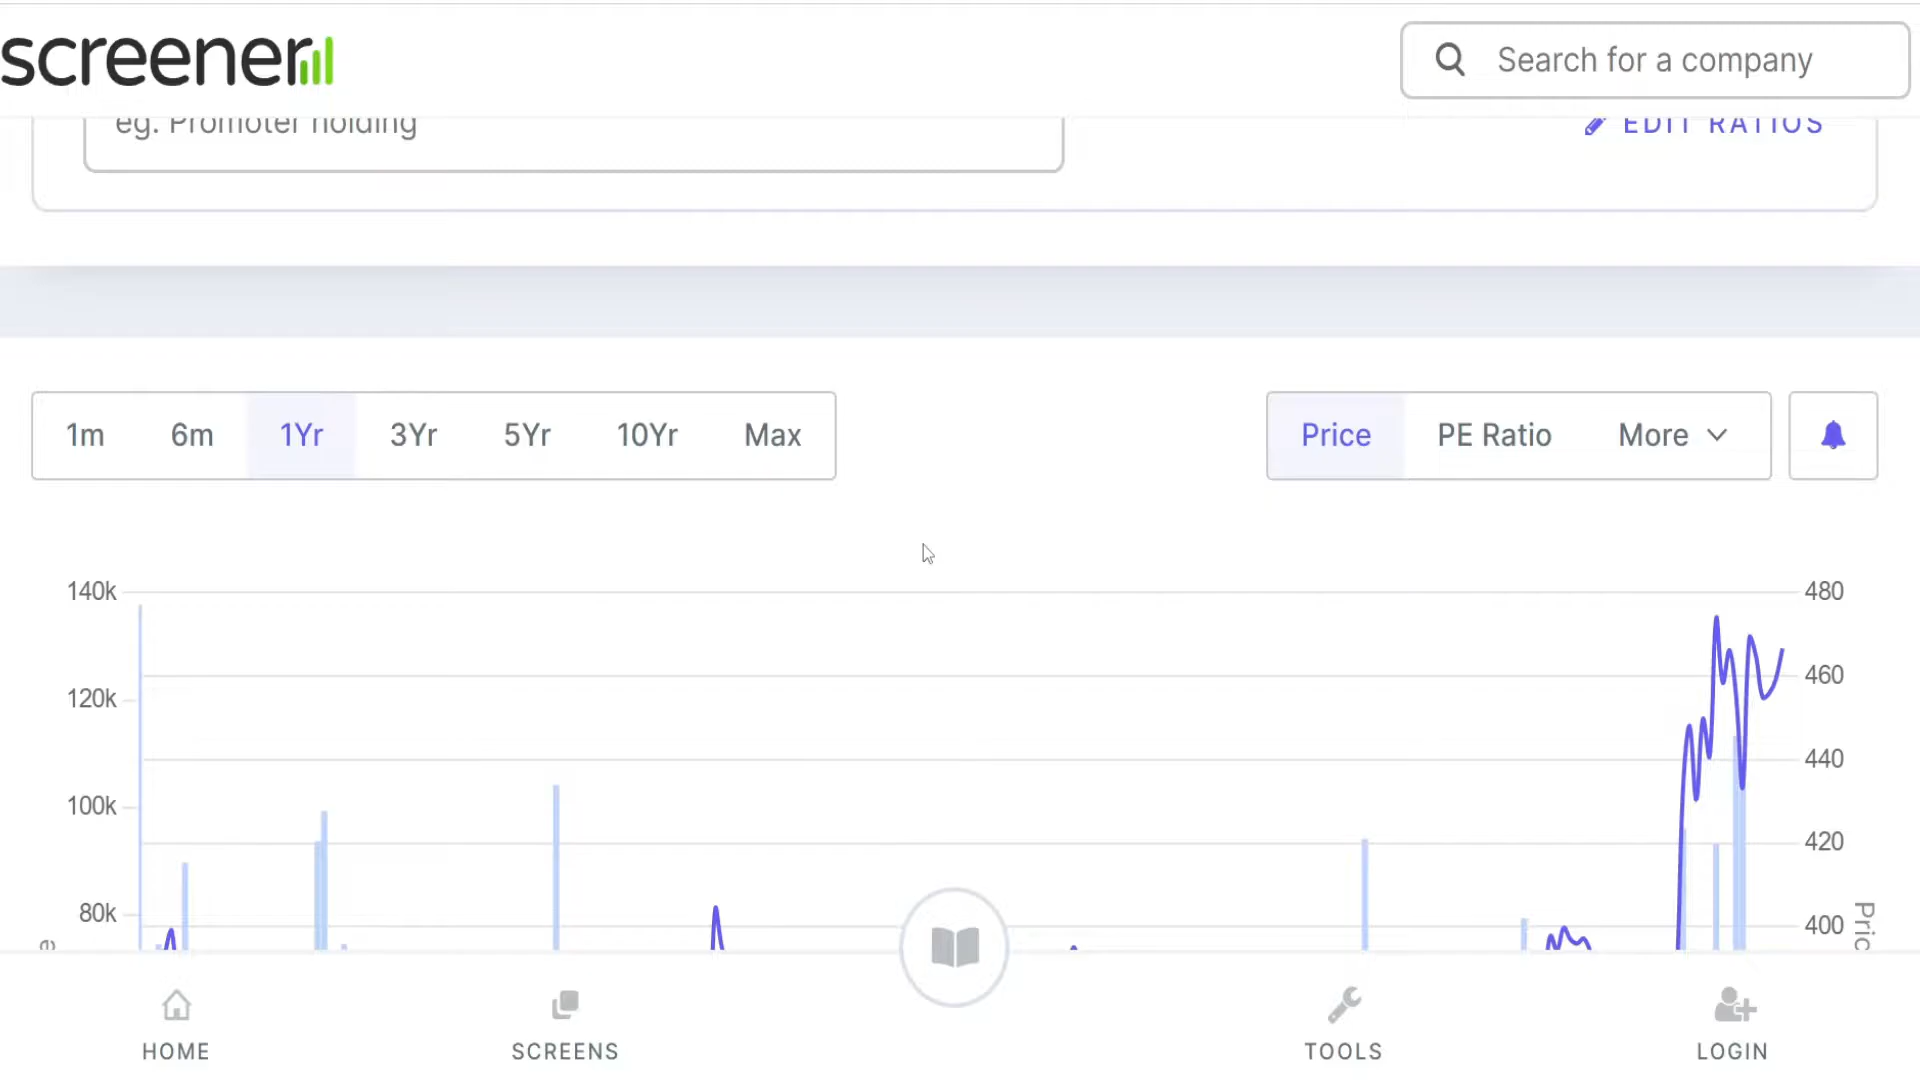 screener
Search for a company
eg. Promoter holding
EDIT RATIOS
1m 6m 1Yr 3Yr 5Yr 10Yr Max
Price PE Ratio More
140k
480
460
120k
440
100k
420
80k
400
Pric
e
HOME
SCREENS
TOOLS
LOGIN